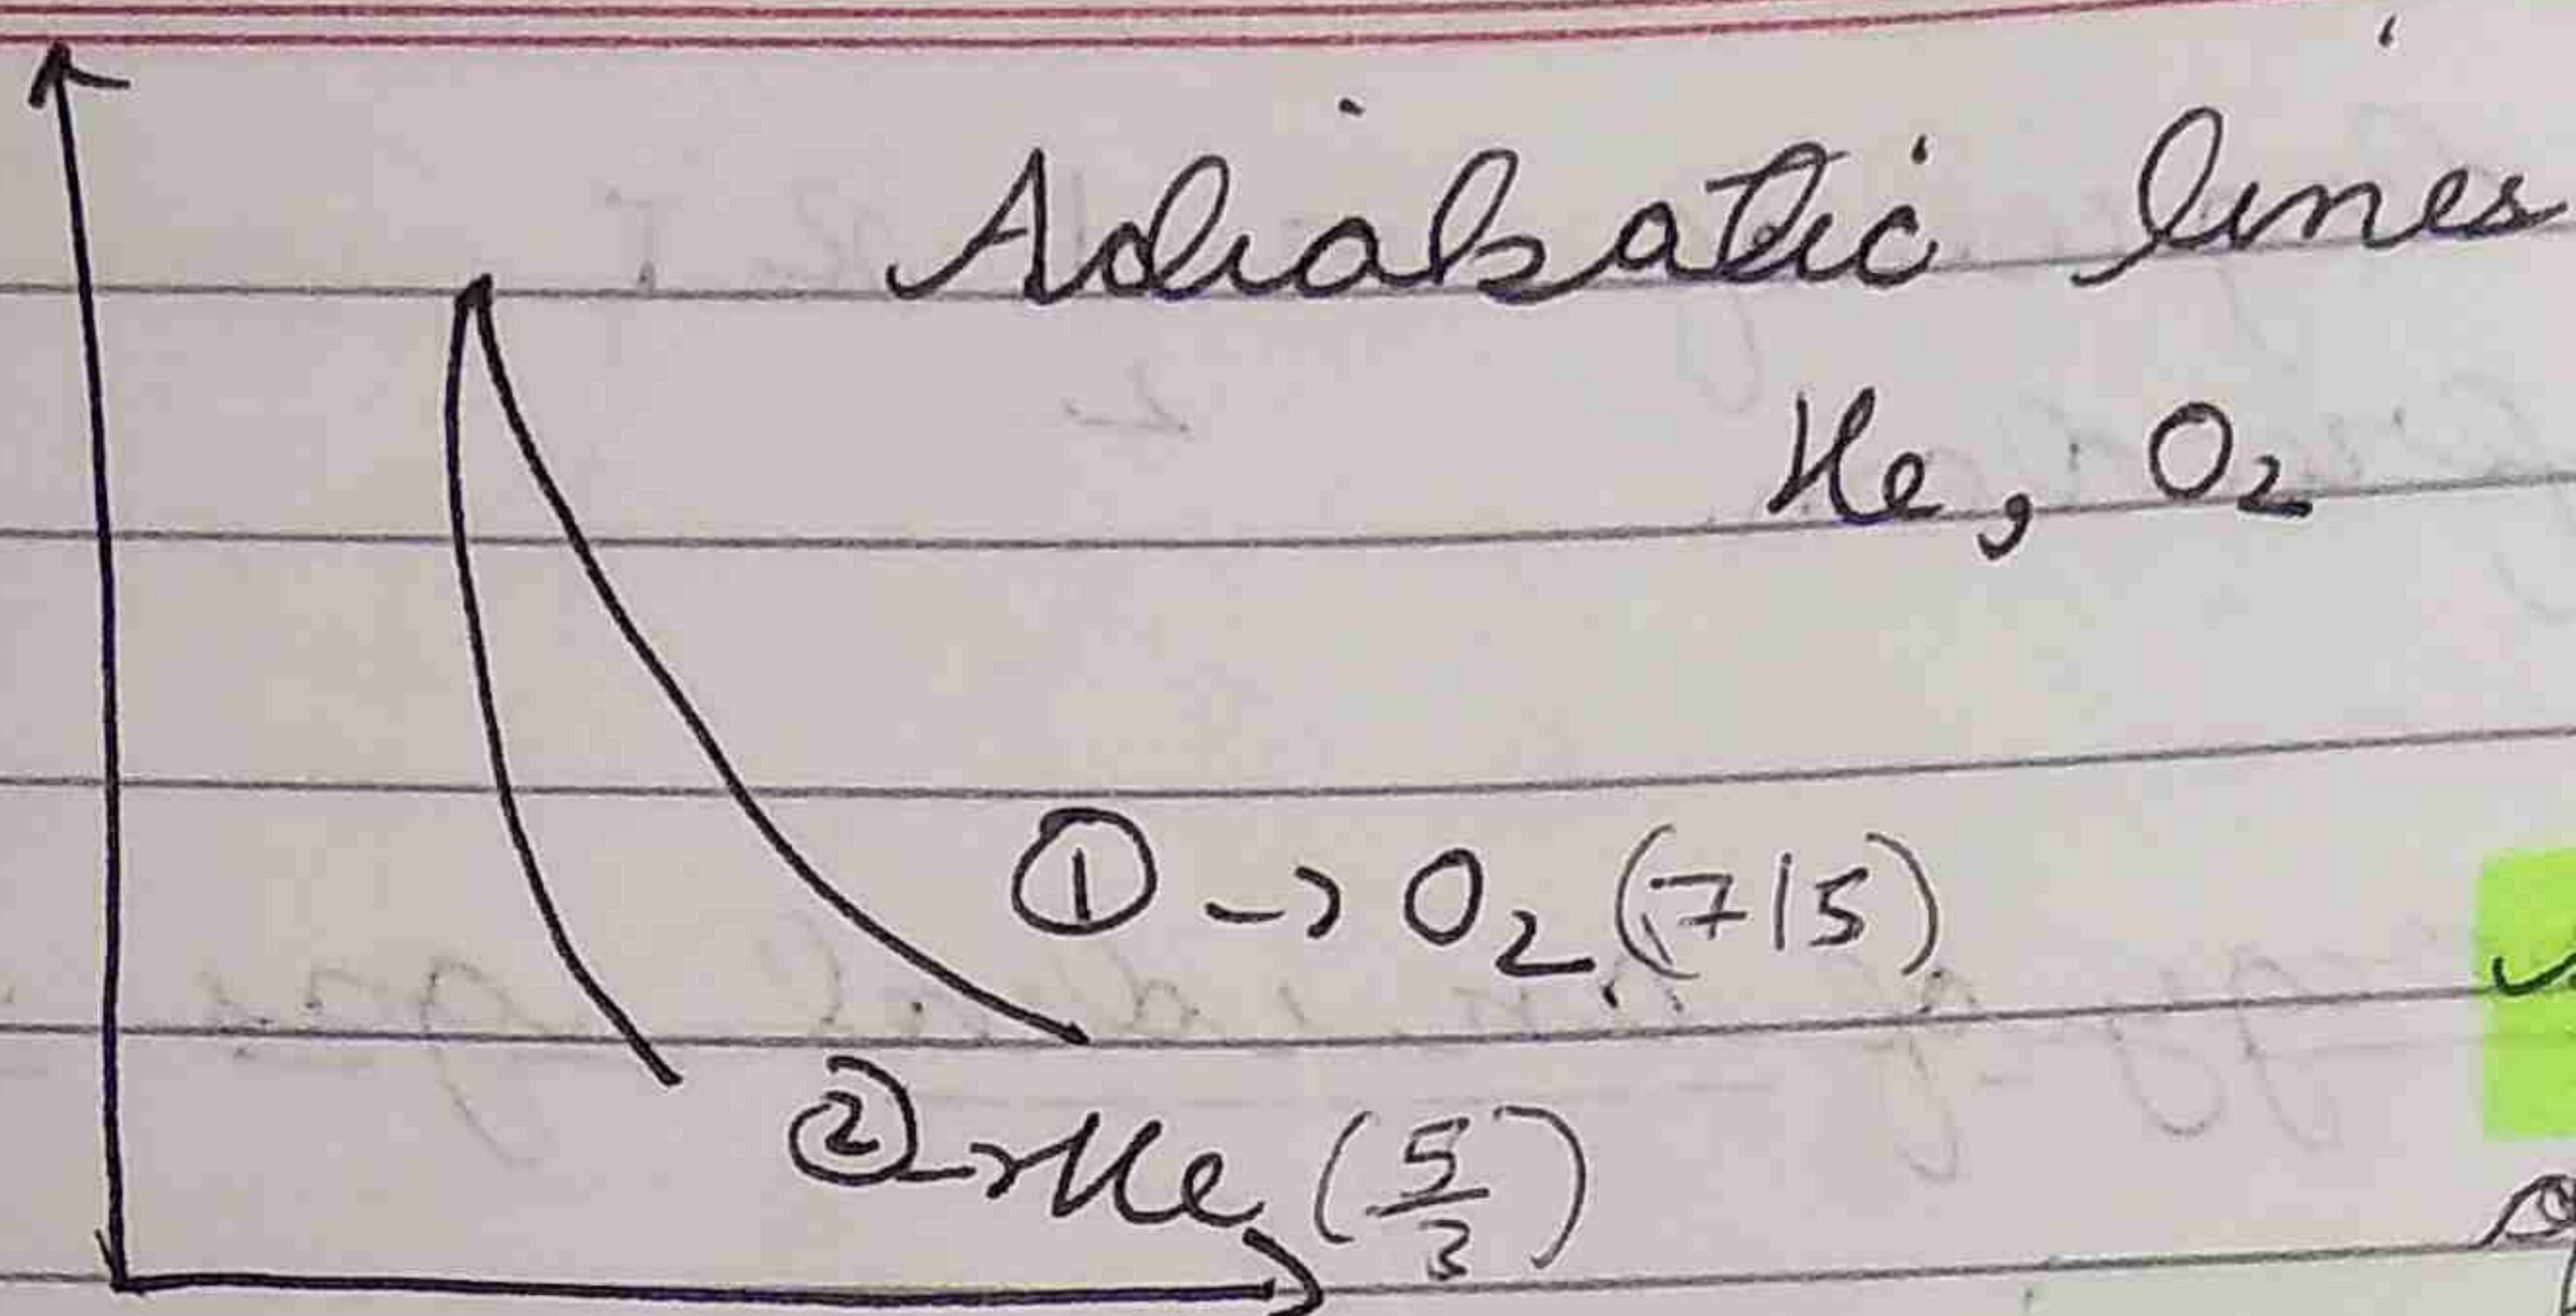 Adiabatic lines
He, O2
① → O2 (7/5)
② → He (5/3)